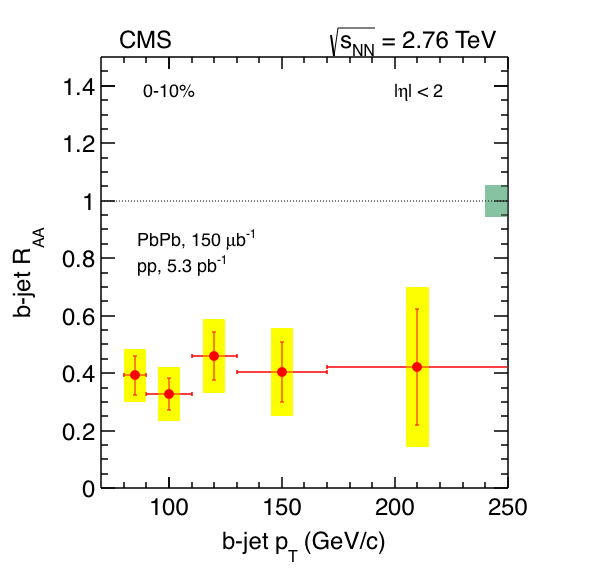 CMS √sNN = 2.76 TeV
0-10% |η| < 2
1.4
1.2
1
PbPb, 150 μb-1
pp, 5.3 pb-1
0.8
0.6
0.4
0.2
0
b-jet RAA
100 150 200 250
b-jet pT (GeV/c)